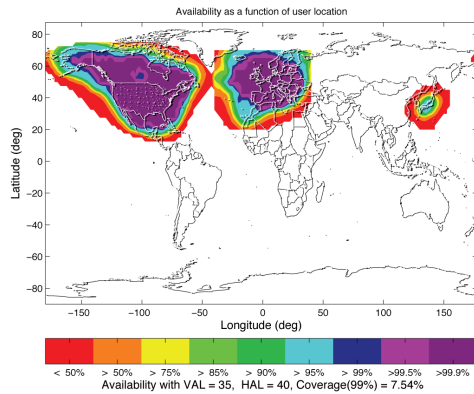 Availability as a function of user location
80
60
40
20
0
−20
−40
−60
−80
Latitude (deg)
−150 −100 −50 0 50 100 150
Longitude (deg)
< 50% > 50% > 75% > 85% > 90% > 95% > 99% >99.5% >99.9%
Availability with VAL = 35, HAL = 40, Coverage(99%) = 7.54%